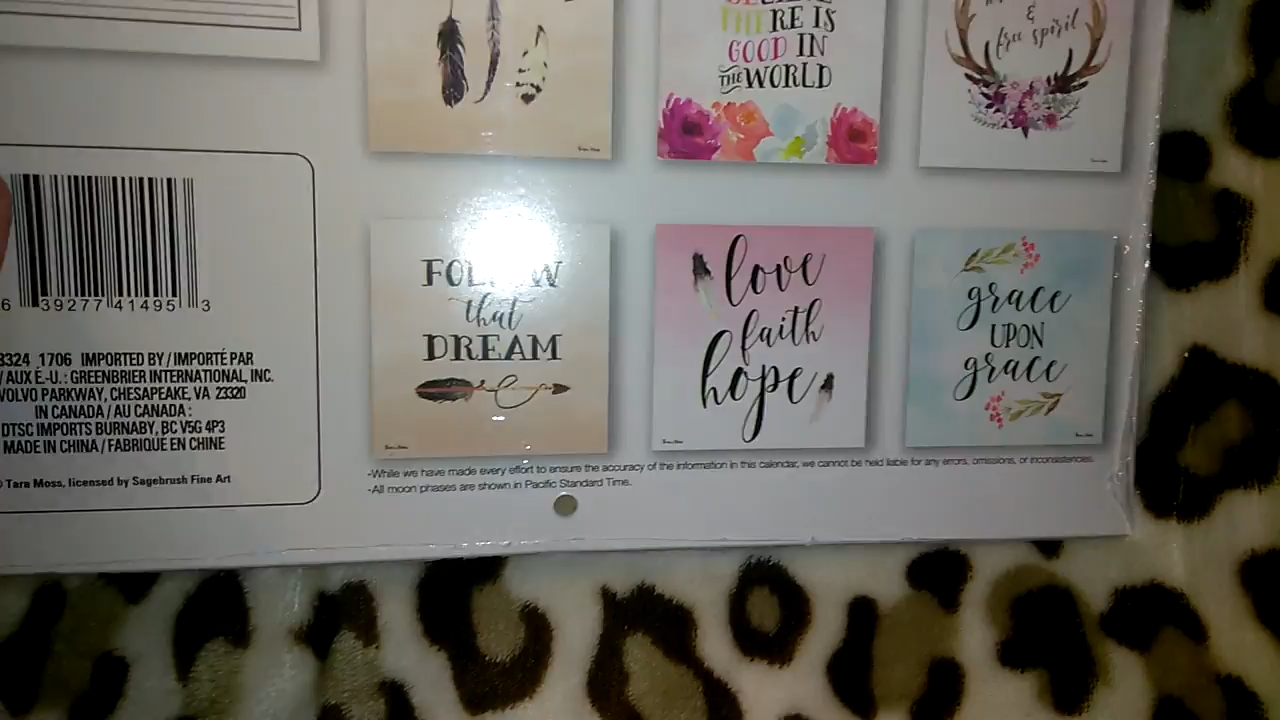 THERE IS
GOOD IN
THE WORLD
&
free spirit
6 39277 41495 3
3324 1706 IMPORTED BY / IMPORTÉ PAR
/ AUX É.-U. : GREENBRIER INTERNATIONAL, INC.
VOLVO PARKWAY, CHESAPEAKE, VA 23320
IN CANADA / AU CANADA :
DTSC IMPORTS BURNABY, BC V5G 4P3
MADE IN CHINA / FABRIQUÉ EN CHINE
Tara Moss, licensed by Sagebrush Fine Art
FOLLOW
that
DREAM
love
faith
hope
grace
UPON
grace
-While we have made every effort to ensure the accuracy of the information in this calendar, we cannot be held liable for any errors, omissions, or inconsistencies.
-All moon phases are shown in Pacific Standard Time.